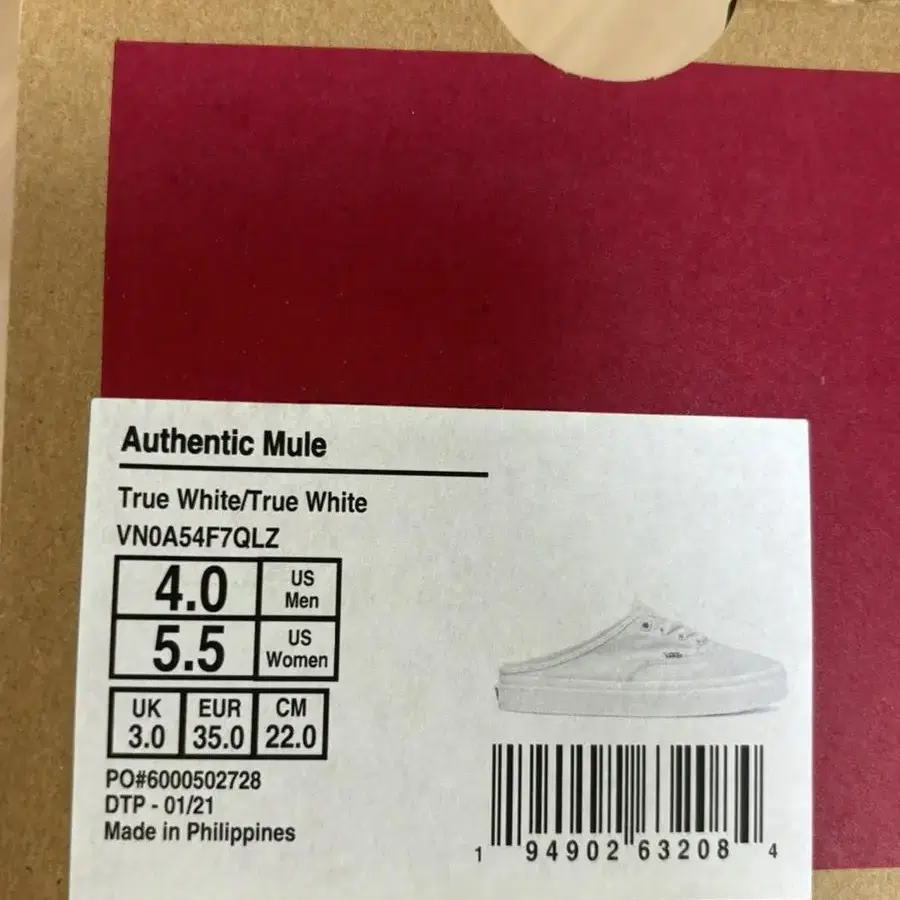 Authentic Mule
True White/True White
VN0A54F7QLZ
4.0 US Men
5.5 US Women
UK EUR CM
3.0 35.0 22.0
PO#6000502728
DTP - 01/21
Made in Philippines
1 94902 63208 4